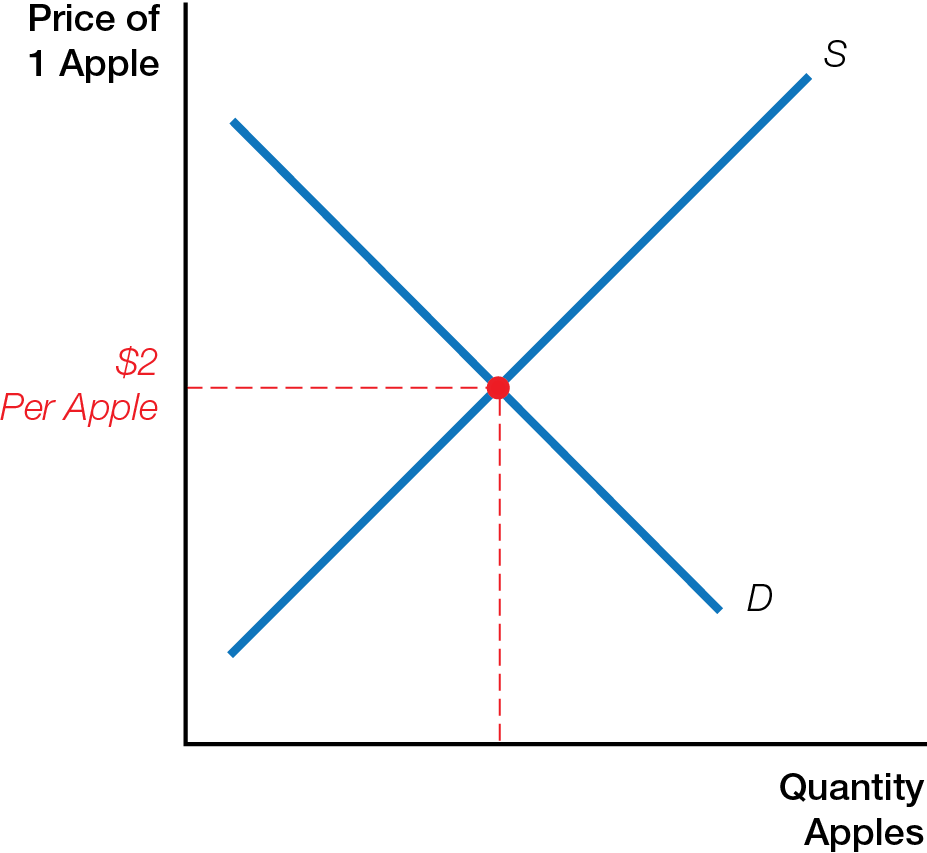 Price of
1 Apple
S
$2
Per Apple
D
Quantity
Apples